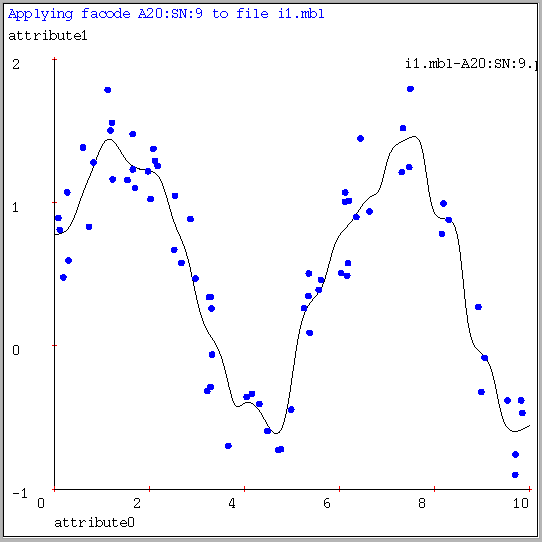 Applying facode A20:SN:9 to file i1.mbl
attribute1
2
i1.mbl-A20:SN:9.p
1
0
-1
0 2 4 6 8 10
attribute0